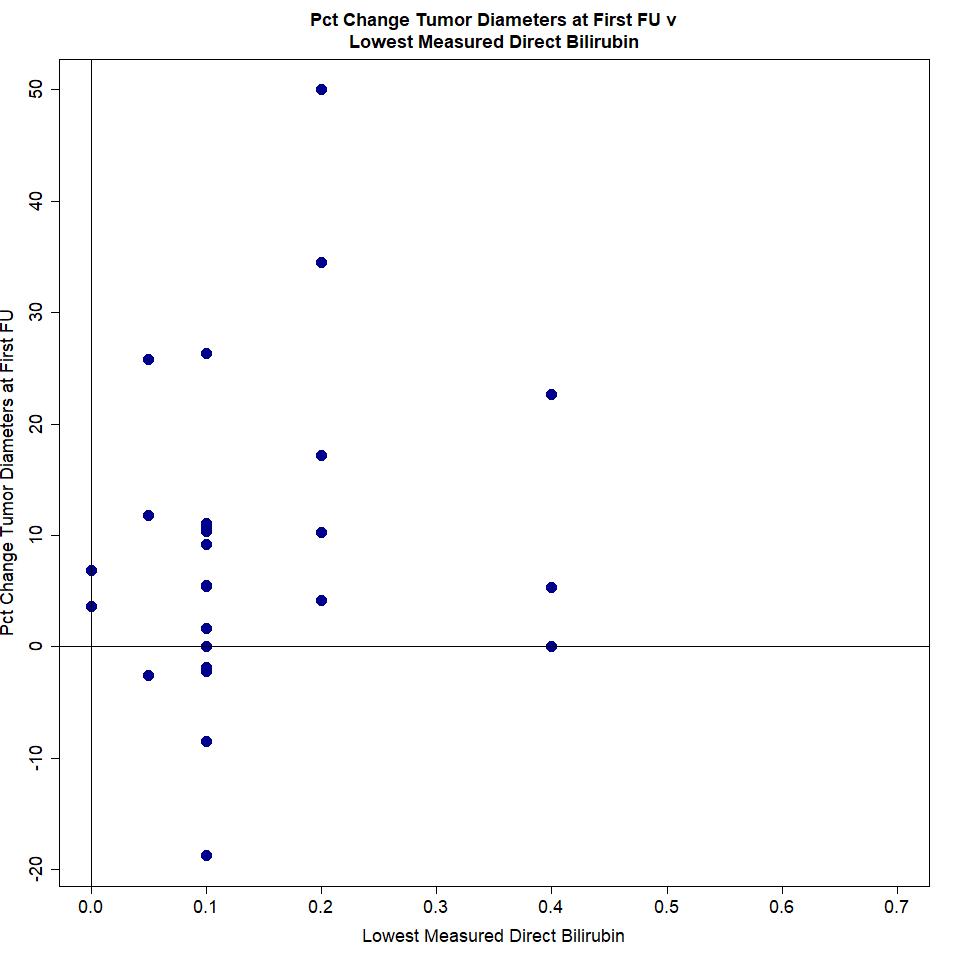 Pct Change Tumor Diameters at First FU v
Lowest Measured Direct Bilirubin
Pct Change Tumor Diameters at First FU
50
40
30
20
10
0
-10
-20
0.0 0.1 0.2 0.3 0.4 0.5 0.6 0.7
Lowest Measured Direct Bilirubin